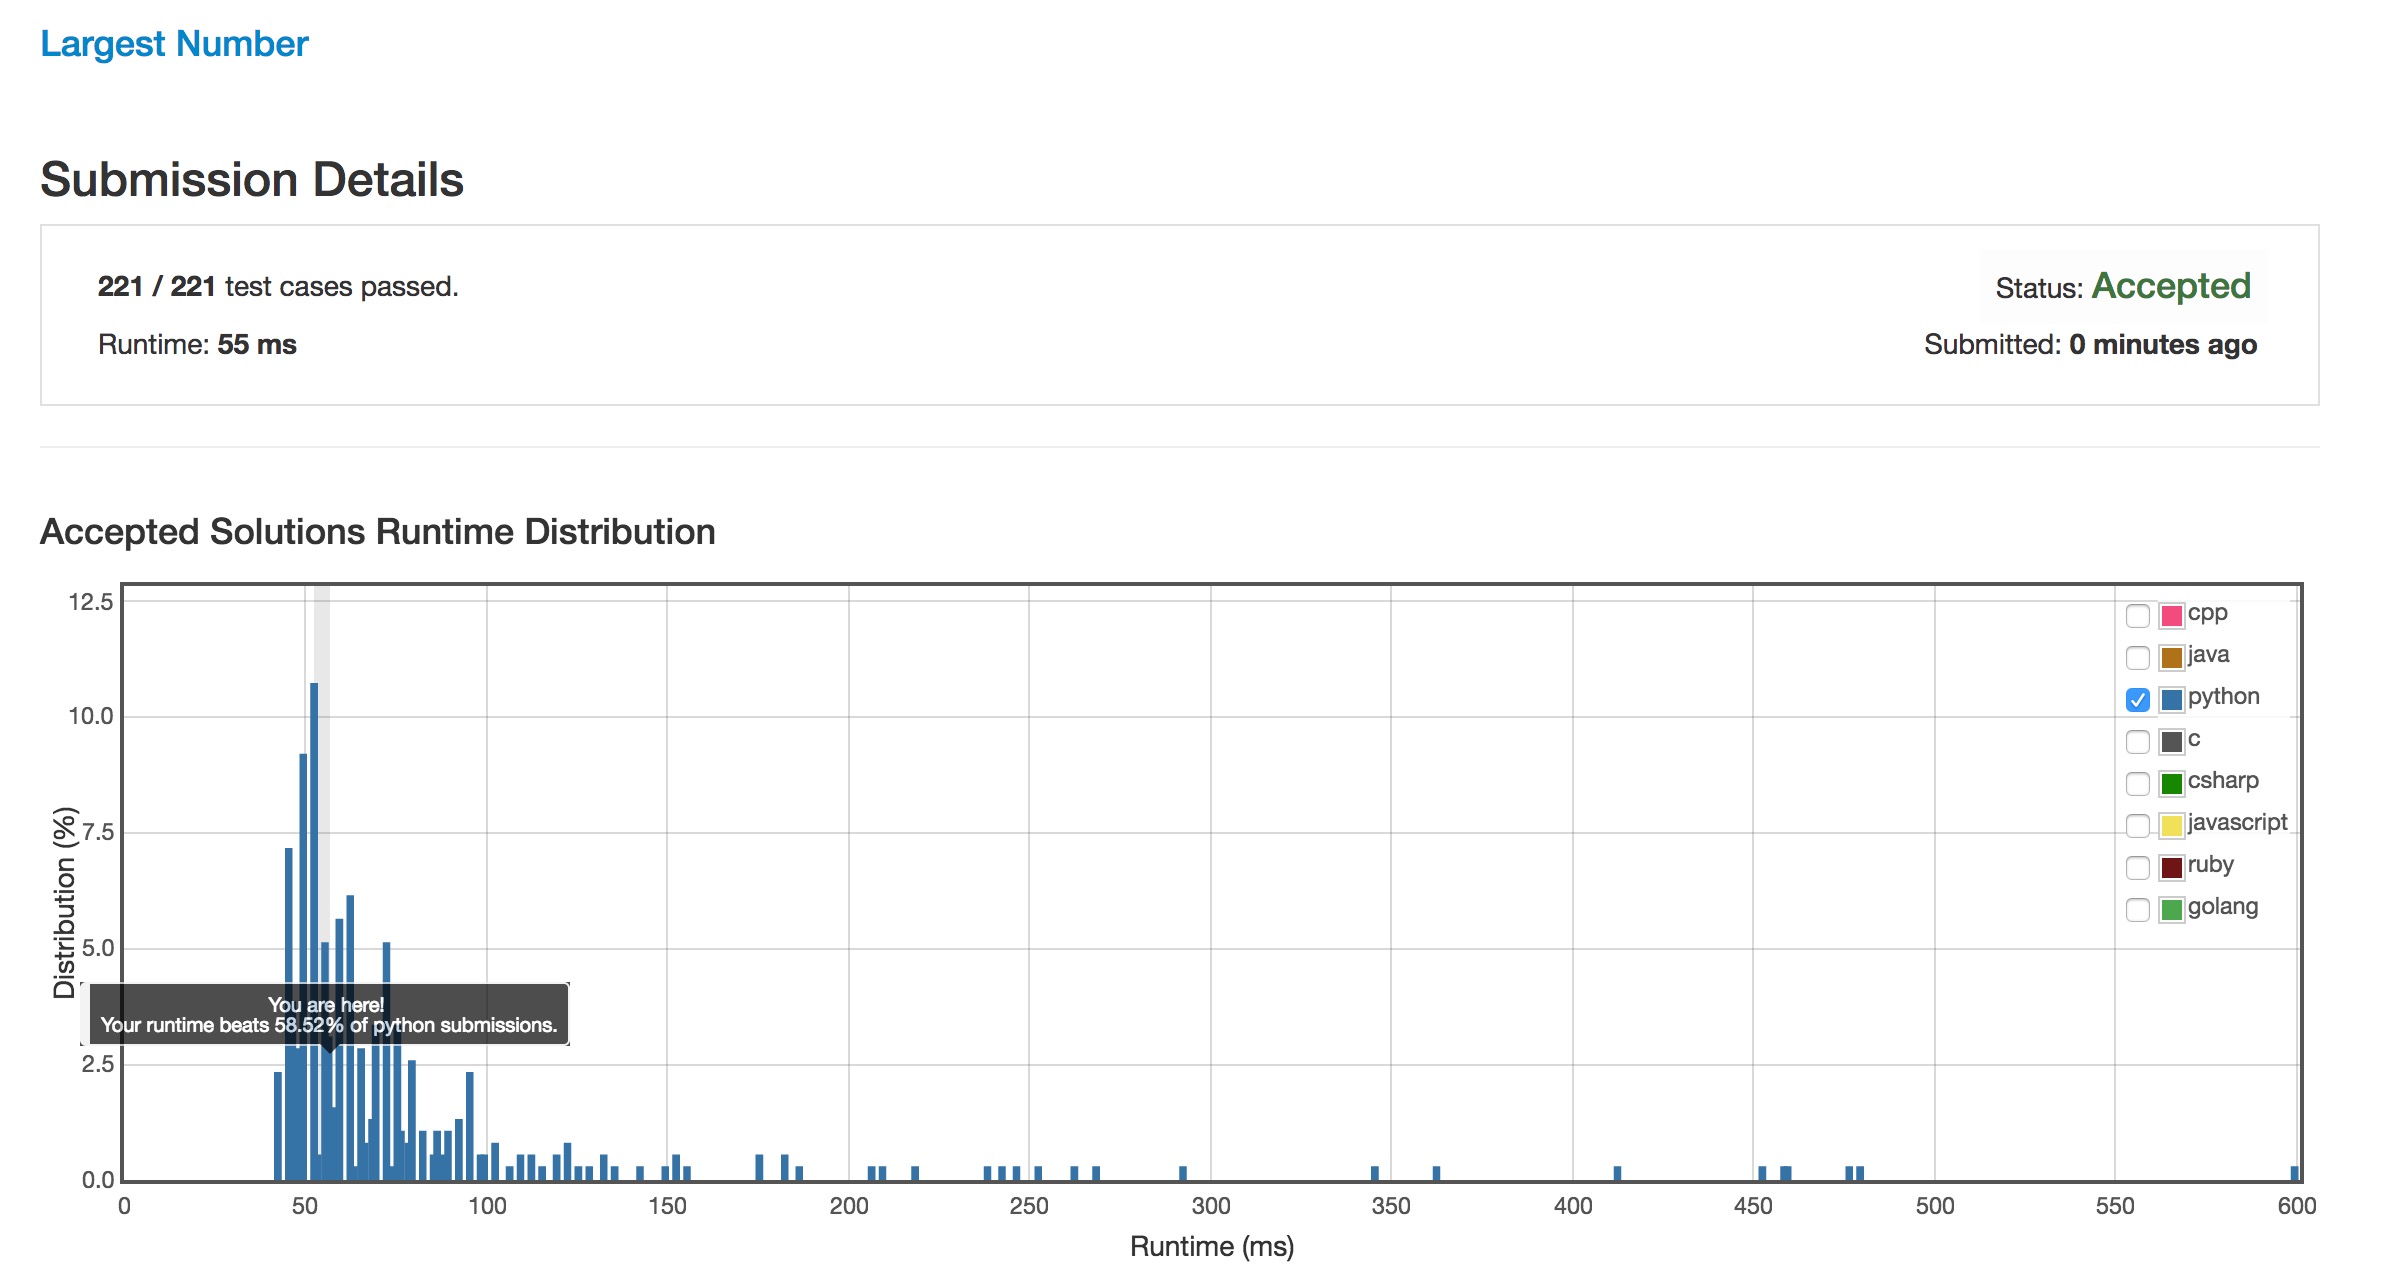 Largest Number
Submission Details
221 / 221 test cases passed.
Status: Accepted
Runtime: 55 ms
Submitted: 0 minutes ago
Accepted Solutions Runtime Distribution
12.5
10.0
7.5
5.0
2.5
0.0
Distribution (%)
You are here!
Your runtime beats 58.52% of python submissions.
cpp
java
python
c
csharp
javascript
ruby
golang
0 50 100 150 200 250 300 350 400 450 500 550 600
Runtime (ms)